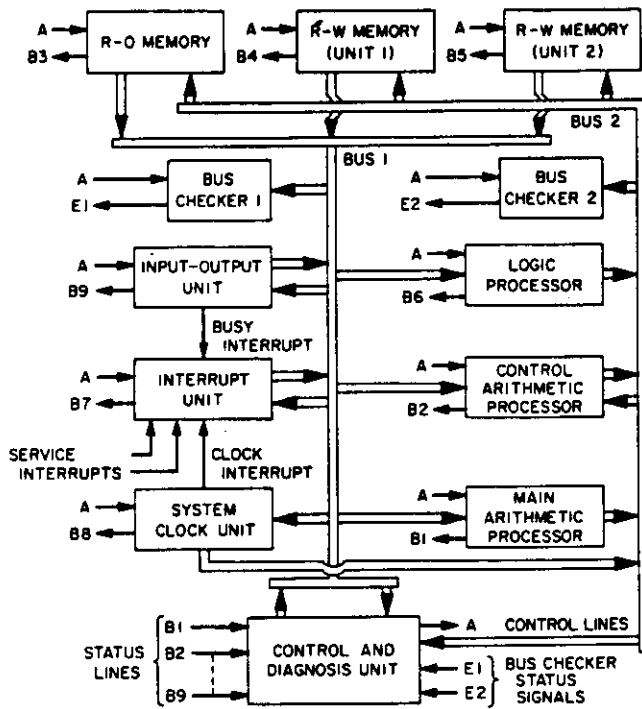 A R-O MEMORY
B3
A R-W MEMORY
B4 (UNIT 1)
A R-W MEMORY
B5 (UNIT 2)
BUS 2
BUS 1
A BUS
E1 CHECKER 1
A BUS
E2 CHECKER 2
A INPUT-OUTPUT
B9 UNIT
A LOGIC
B6 PROCESSOR
BUSY
INTERRUPT
A INTERRUPT
B7 UNIT
A CONTROL
ARITHMETIC
B2 PROCESSOR
SERVICE
INTERRUPTS
CLOCK
INTERRUPT
A SYSTEM
B8 CLOCK UNIT
A MAIN
ARITHMETIC
B1 PROCESSOR
STATUS
LINES
B1
B2
B9
CONTROL AND
DIAGNOSIS UNIT
A CONTROL LINES
E1
E2
BUS CHECKER
STATUS
SIGNALS